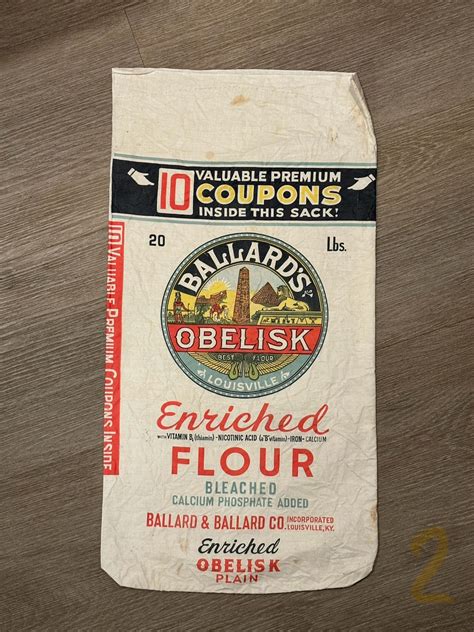 10 VALUABLE PREMIUM
COUPONS
INSIDE THIS SACK!
20 Lbs.
BALLARD'S
OBELISK
BEST FLOUR
LOUISVILLE
10 VALUABLE PREMIUM COUPONS INSIDE
Enriched
WITH VITAMIN B1 (thiamin) - NICOTINIC ACID (a"B"vitamin) - IRON - CALCIUM
FLOUR
BLEACHED
CALCIUM PHOSPHATE ADDED
BALLARD & BALLARD CO. INCORPORATED
LOUISVILLE, KY.
Enriched
OBELISK
PLAIN
2